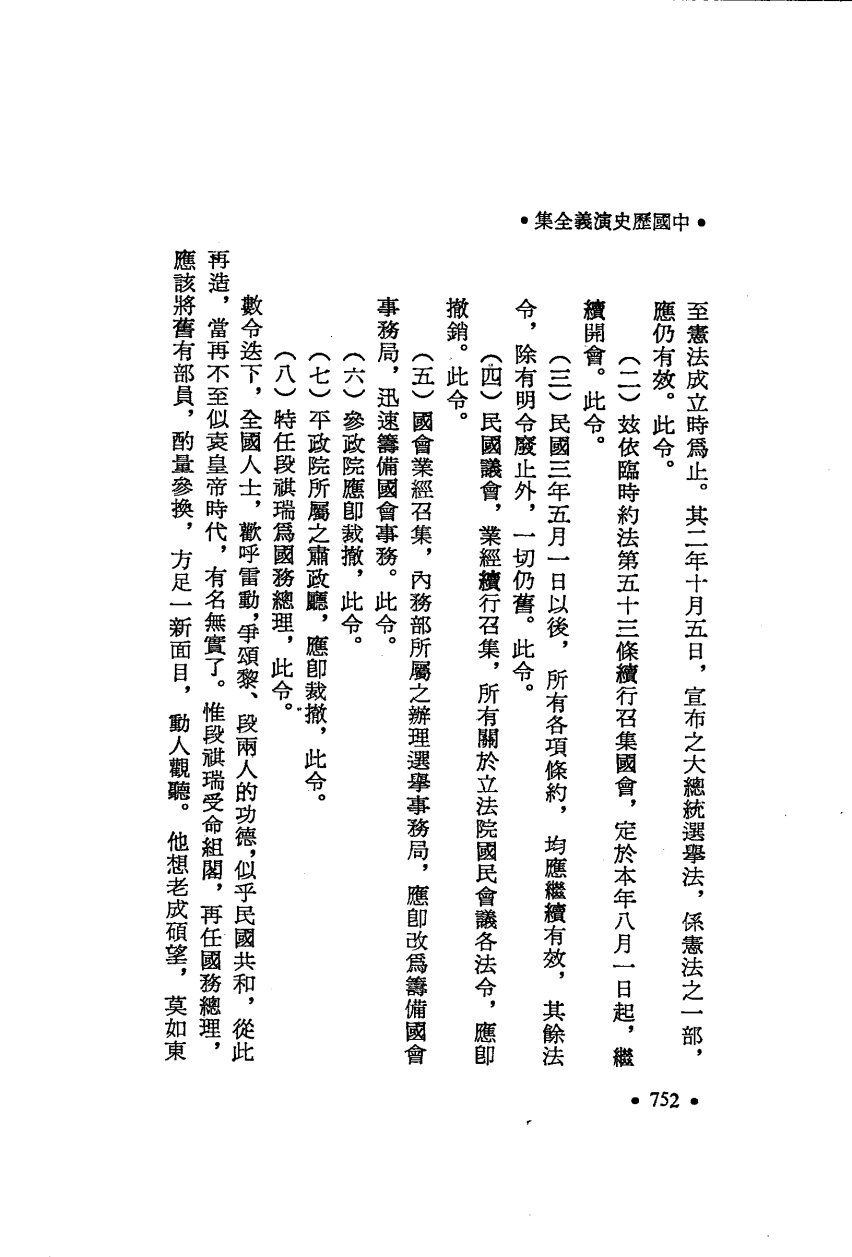 •中國歷史演義全集•
至憲法成立時爲止。其二年十月五日，宣布之大總統選舉法，係憲法之一部，
應仍有效。此令。
（二）玆依臨時約法第五十三條續行召集國會，定於本年八月一日起，繼
續開會。此令。
（三）民國三年五月一日以後，所有各項條約，均應繼續有效，其餘法
令，除有明令廢止外，一切仍舊。此令。
（四）民國議會，業經續行召集，所有關於立法院國民會議各法令，應卽
撤銷。此令。
（五）國會業經召集，內務部所屬之辦理選舉事務局，應卽改爲籌備國會
事務局，迅速籌備國會事務。此令。
（六）參政院應卽裁撤，此令。
（七）平政院所屬之肅政廳，應卽裁撤，此令。
（八）特任段祺瑞爲國務總理，此令。
數令迭下，全國人士，歡呼雷動，爭頌黎、段兩人的功德，似乎民國共和，從此
再造，當再不至似袁皇帝時代，有名無實了。惟段祺瑞受命組閣，再任國務總理，
應該將舊有部員，酌量參換，方足一新面目，動人觀聽。他想老成碩望，莫如東
•752•